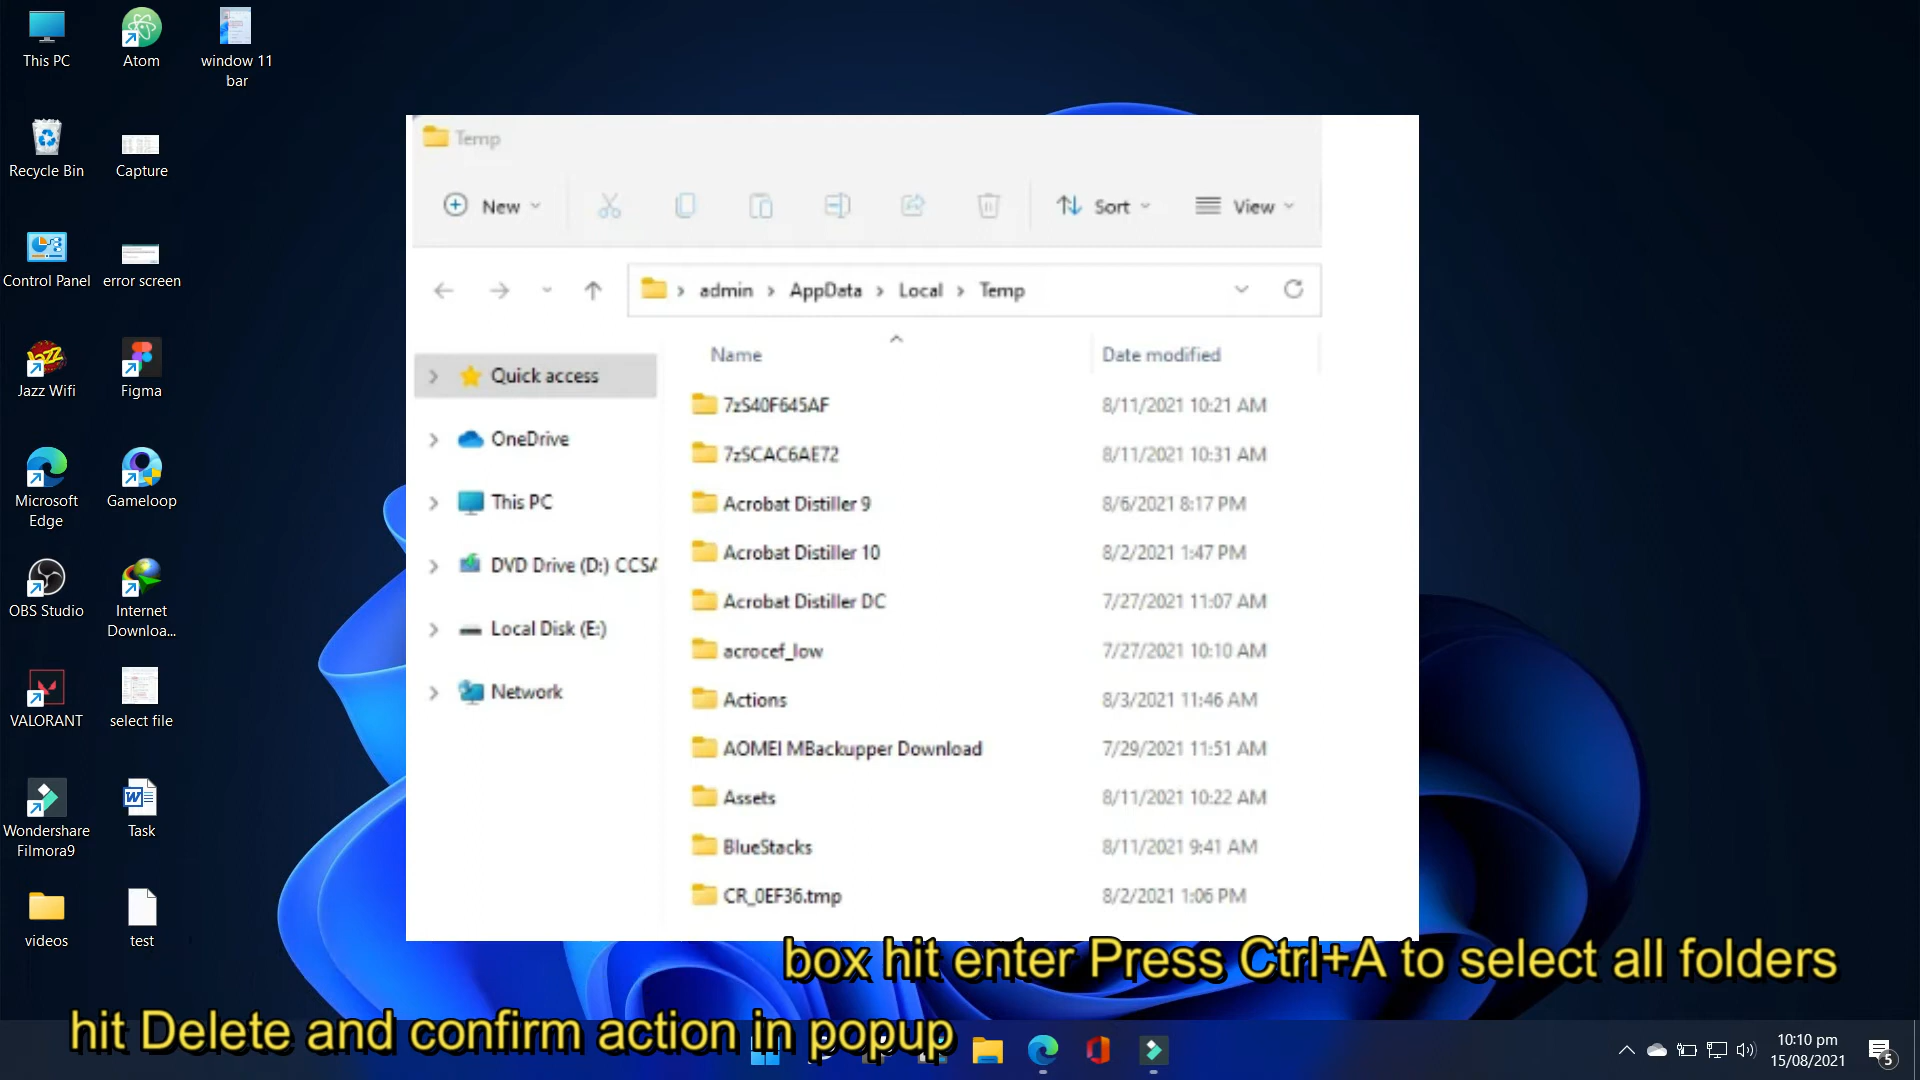 This PC
Atom
window 11
bar
Recycle Bin
Capture
Control Panel
error screen
Jazz Wifi
Figma
Microsoft
Edge
Gameloop
OBS Studio
Internet
Downloa...
VALORANT
select file
Wondershare
Filmora9
Task
videos
test
Temp
New
Sort
View
admin > AppData > Local > Temp
Name
Date modified
Quick access
OneDrive
This PC
DVD Drive (D:) CCSA
Local Disk (E:)
Network
7zS40F645AF 8/11/2021 10:21 AM
7zSCAC6AE72 8/11/2021 10:31 AM
Acrobat Distiller 9 8/6/2021 8:17 PM
Acrobat Distiller 10 8/2/2021 1:47 PM
Acrobat Distiller DC 7/27/2021 11:07 AM
acrocef_low 7/27/2021 10:10 AM
Actions 8/3/2021 11:46 AM
AOMEI MBackupper Download 7/29/2021 11:51 AM
Assets 8/11/2021 10:22 AM
BlueStacks 8/11/2021 9:41 AM
CR_0EF36.tmp 8/2/2021 1:06 PM
box hit enter Press Ctrl+A to select all folders
hit Delete and confirm action in popup
10:10 pm
15/08/2021
5